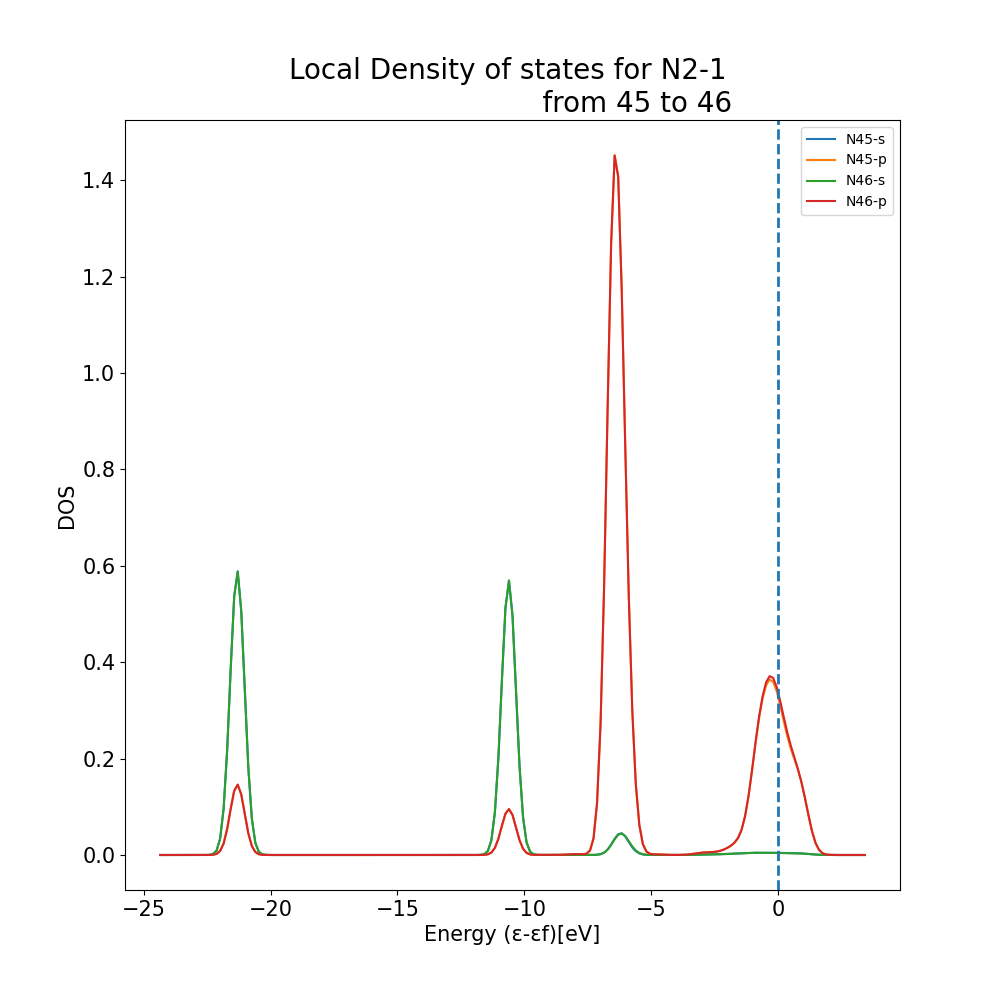 Local Density of states for N2-1
from 45 to 46
N45-s
N45-p
N46-s
N46-p
DOS
1.4
1.2
1.0
0.8
0.6
0.4
0.2
0.0
−25
−20
−15
−10
−5
0
Energy (ε-εf)[eV]